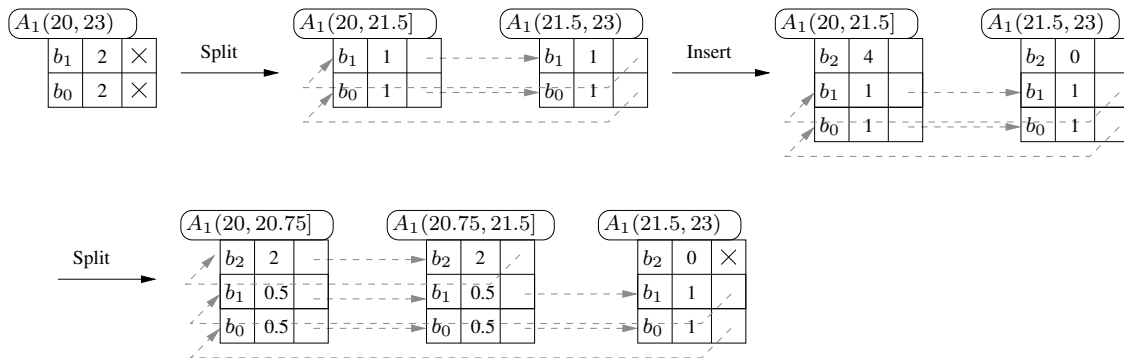 A₁(20, 23) A₁(20, 21.5] A₁(21.5, 23) A₁(20, 21.5] A₁(21.5, 23)
b₁ 2 × Split b₁ 1 b₁ 1 Insert b₂ 4 b₂ 0
b₀ 2 × b₀ 1 b₀ 1 b₁ 1 b₁ 1
b₀ 1 b₀ 1
A₁(20, 20.75] A₁(20.75, 21.5] A₁(21.5, 23)
Split b₂ 2 b₂ 2 b₂ 0 ×
b₁ 0.5 b₁ 0.5 b₁ 1
b₀ 0.5 b₀ 0.5 b₀ 1